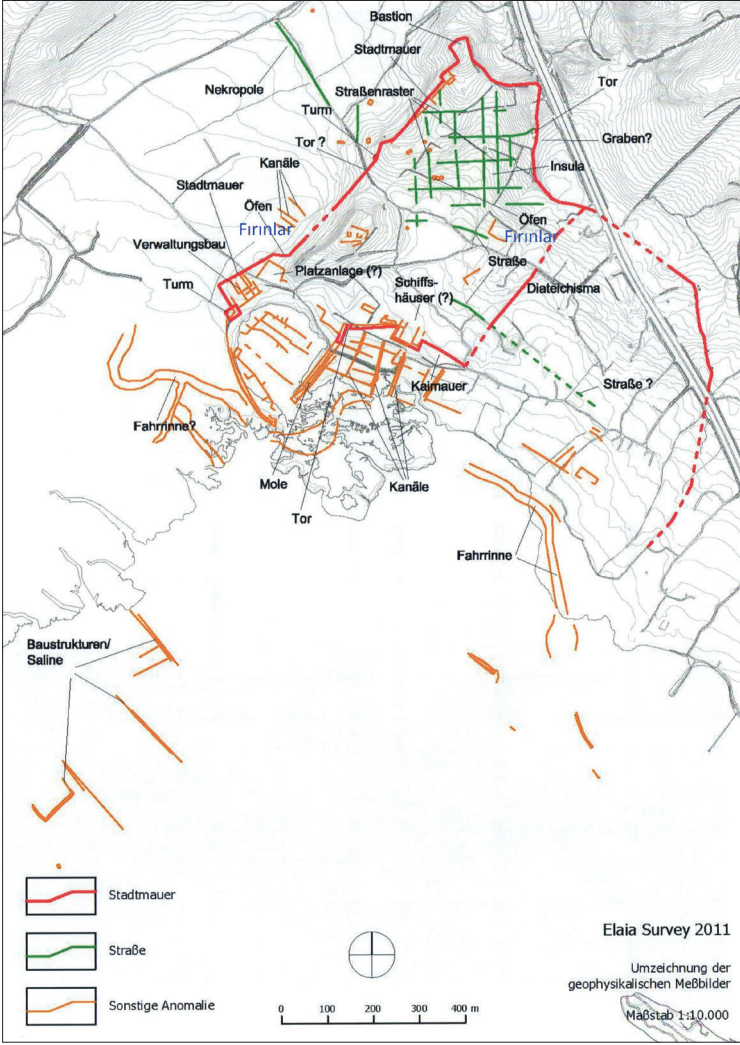 Bastion
Stadtmauer
Nekropole
Straßenraster
Tor
Turm
Graben?
Tor ?
Kanäle
Insula
Stadtmauer
Öfen
Fırınlar
Öfen
Fırınlar
Verwaltungsbau
Straße
Platzanlage (?)
Turm
Schiffs-
häuser (?)
Diateichisma
Kaimauer
Straße ?
Fahrrinne?
Mole
Kanäle
Tor
Fahrrinne
Baustrukturen/
Saline
Stadtmauer
Straße
Sonstige Anomalie
0 100 200 300 400 m
Elaia Survey 2011
Umzeichnung der
geophysikalischen Meßbilder
Maßstab 1:10.000